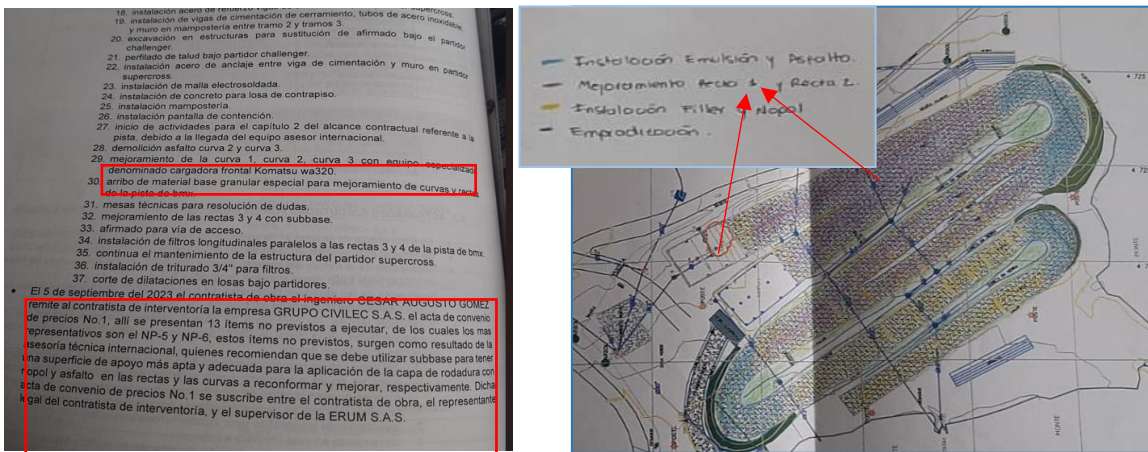 18. instalación acero de refuerzo vigas de
supercross.
19. instalación de vigas de cimentación de cerramiento, tubos de acero inoxidable,
y muro en mampostería entre tramo 2 y tramos 3.
20. excavación en estructuras para sustitución de afirmado bajo el partidor
challenger.
21. perfilado de talud bajo partidor challenger.
22. instalación acero de anclaje entre viga de cimentación y muro en partidor
supercross.
23. instalación de malla electrosoldada.
24. instalación de concreto para losa de contrapiso.
25. instalación mampostería.
26. instalación pantalla de contención.
27. inicio de actividades para el capitulo 2 del alcance contractual referente a la
pista. debido a la llegada del equipo asesor internacional.
28. demolición asfalto curva 2 y curva 3.
29. mejoramiento de la curva 1, curva 2, curva 3 con equipo especializado
denominado cargadora frontal Komatsu wa320.
30. arribo de material base granular especial para mejoramiento de curvas y rectas
de la pista de bmx.
31. mesas técnicas para resolución de dudas.
32. mejoramiento de las rectas 3 y 4 con subbase.
33. afirmado para vía de acceso.
34. instalación de filtros longitudinales paralelos a las rectas 3 y 4 de la pista de bmx.
35. continua el mantenimiento de la estructura del partidor supercross.
36. instalación de triturado 3/4" para filtros.
37. corte de dilataciones en losas bajo partidores.
• El 5 de septiembre del 2023 el contratista de obra el ingeniero CESAR AUGUSTO GOMEZ
remite al contratista de interventoría la empresa GRUPO CIVILEC S.A.S. el acta de convenio
de precios No.1, allí se presentan 13 ítems no previstos a ejecutar, de los cuales los mas
representativos son el NP-5 y NP-6, estos ítems no previstos, surgen como resultado de la
asesoría técnica internacional, quienes recomiendan que se debe utilizar subbase para tener
una superficie de apoyo más apta y adecuada para la aplicación de la capa de rodadura con
nopol y asfalto en las rectas y las curvas a reconformar y mejorar, respectivamente. Dicha
acta de convenio de precios No.1 se suscribe entre el contratista de obra, el representante
legal del contratista de interventoría, y el supervisor de la ERUM S.A.S.
Instalación Emulsión y Asfalto.
Mejoramiento Recta 1 y Recta 2.
Instalación Filler y Nopol
Empradización.
4 725
4 725
MONTE
MONTE